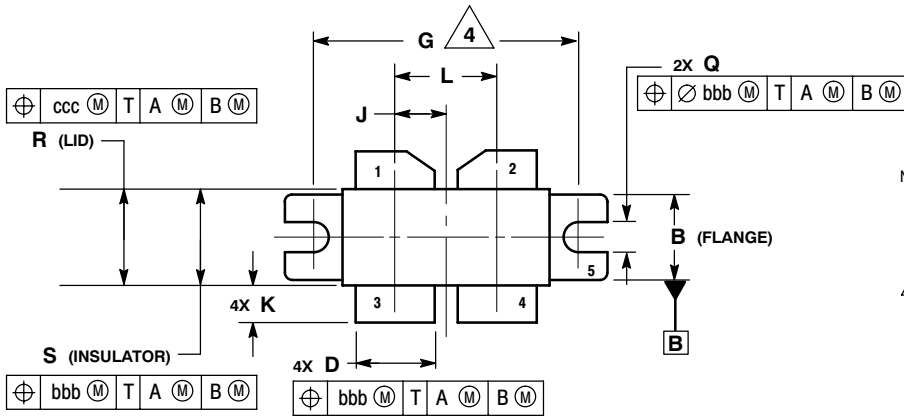 G 4
L
2X Q
⌖ ⌀ bbb Ⓜ T A Ⓜ B Ⓜ
⌖ ccc Ⓜ T A Ⓜ B Ⓜ
J
R (LID)
1 2
B (FLANGE)
5
4X K
3 4
B
S (INSULATOR)
4X D
⌖ bbb Ⓜ T A Ⓜ B Ⓜ
⌖ bbb Ⓜ T A Ⓜ B Ⓜ